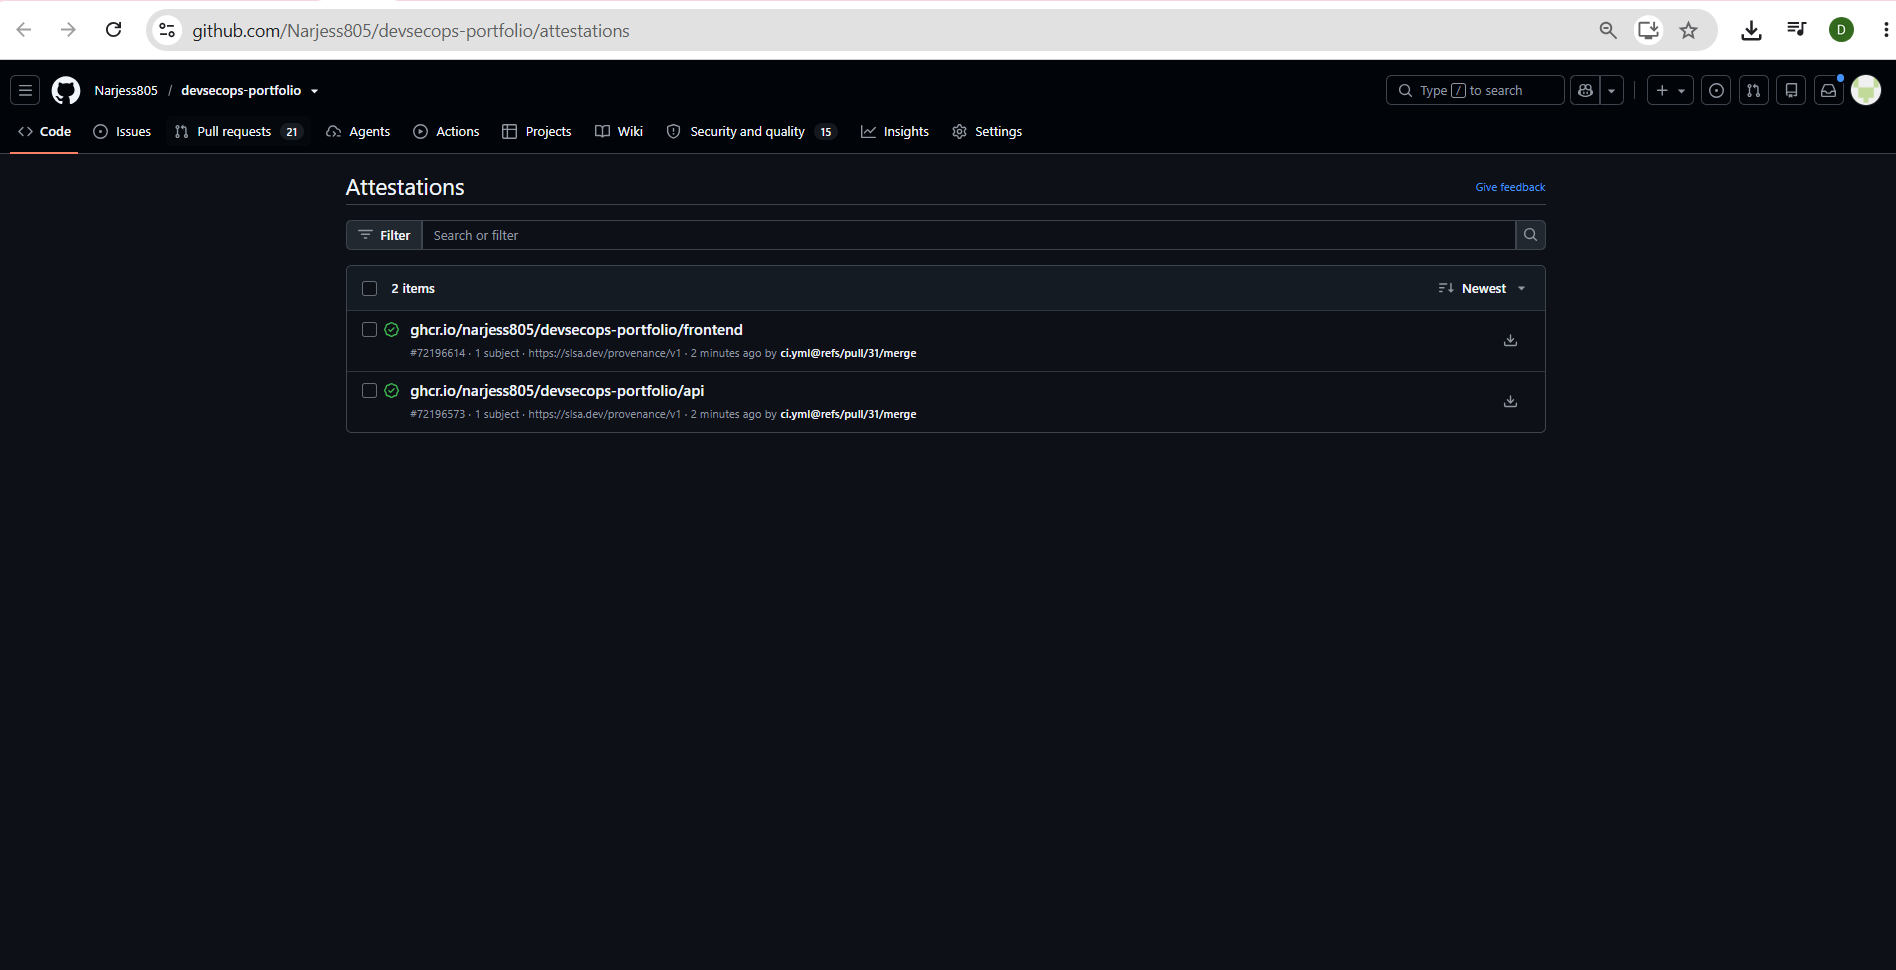 github.com/Narjess805/devsecops-portfolio/attestations
D
Narjess805 / devsecops-portfolio
Type / to search
Code Issues Pull requests 21 Agents Actions Projects Wiki Security and quality 15 Insights Settings
Attestations
Give feedback
Filter Search or filter
2 items
Newest
ghcr.io/narjess805/devsecops-portfolio/frontend
#72196614 · 1 subject · https://slsa.dev/provenance/v1 · 2 minutes ago by ci.yml@refs/pull/31/merge
ghcr.io/narjess805/devsecops-portfolio/api
#72196573 · 1 subject · https://slsa.dev/provenance/v1 · 2 minutes ago by ci.yml@refs/pull/31/merge